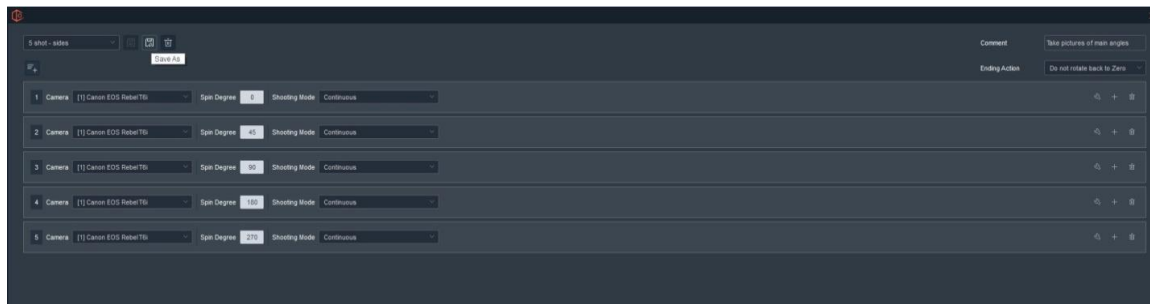 5 shot - sides
Comment
Take pictures of main angles
Save As
Ending Action
Do not rotate back to Zero
1 Camera [1] Canon EOS Rebel T6i Spin Degree 0 Shooting Mode Continuous
2 Camera [1] Canon EOS Rebel T6i Spin Degree 45 Shooting Mode Continuous
3 Camera [1] Canon EOS Rebel T6i Spin Degree 90 Shooting Mode Continuous
4 Camera [1] Canon EOS Rebel T6i Spin Degree 180 Shooting Mode Continuous
5 Camera [1] Canon EOS Rebel T6i Spin Degree 270 Shooting Mode Continuous